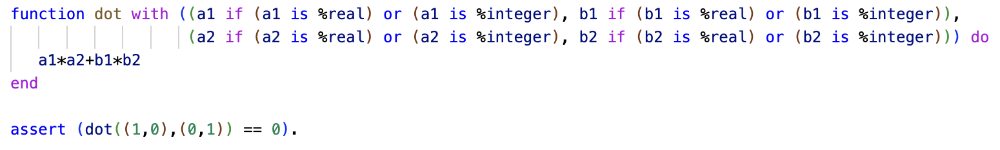 function dot with ((a1 if (a1 is %real) or (a1 is %integer), b1 if (b1 is %real) or (b1 is %integer)),
(a2 if (a2 is %real) or (a2 is %integer), b2 if (b2 is %real) or (b2 is %integer))) do
a1*a2+b1*b2
end
assert (dot((1,0),(0,1)) == 0).